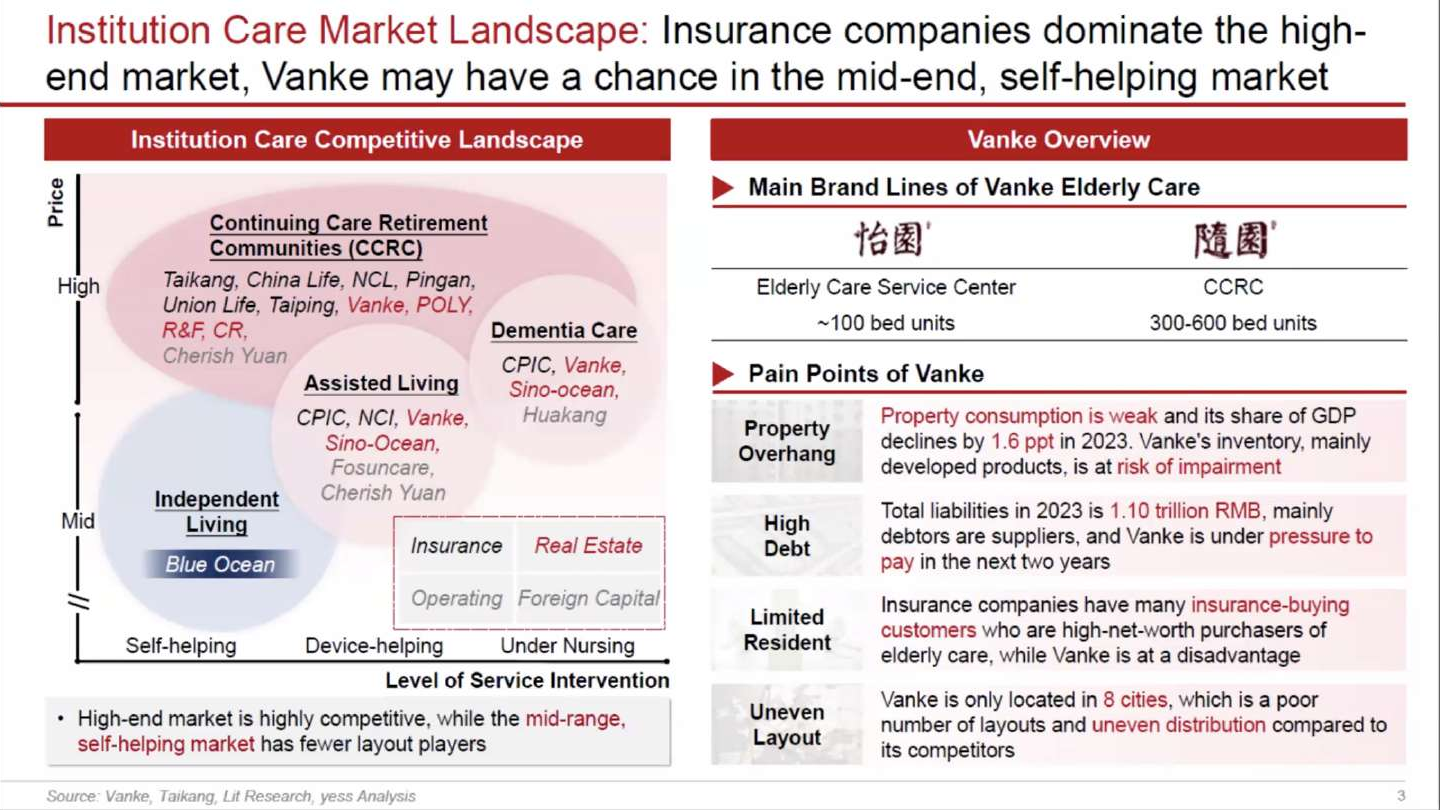 Institution Care Market Landscape: Insurance companies dominate the high-
end market, Vanke may have a chance in the mid-end, self-helping market
Institution Care Competitive Landscape
Price
High
Mid
Continuing Care Retirement
Communities (CCRC)
Taikang, China Life, NCL, Pingan,
Union Life, Taiping, Vanke, POLY,
R&F, CR,
Cherish Yuan
Dementia Care
CPIC, Vanke,
Sino-ocean,
Huakang
Assisted Living
CPIC, NCI, Vanke,
Sino-Ocean,
Fosuncare,
Cherish Yuan
Independent
Living
Blue Ocean
Insurance
Real Estate
Operating
Foreign Capital
Self-helping
Device-helping
Under Nursing
Level of Service Intervention
• High-end market is highly competitive, while the mid-range,
self-helping market has fewer layout players
Vanke Overview
Main Brand Lines of Vanke Elderly Care
怡園
隨園
Elderly Care Service Center
CCRC
~100 bed units
300-600 bed units
Pain Points of Vanke
Property
Overhang
Property consumption is weak and its share of GDP
declines by 1.6 ppt in 2023. Vanke's inventory, mainly
developed products, is at risk of impairment
High
Debt
Total liabilities in 2023 is 1.10 trillion RMB, mainly
debtors are suppliers, and Vanke is under pressure to
pay in the next two years
Limited
Resident
Insurance companies have many insurance-buying
customers who are high-net-worth purchasers of
elderly care, while Vanke is at a disadvantage
Uneven
Layout
Vanke is only located in 8 cities, which is a poor
number of layouts and uneven distribution compared to
its competitors
Source: Vanke, Taikang, Lit Research, yess Analysis
3